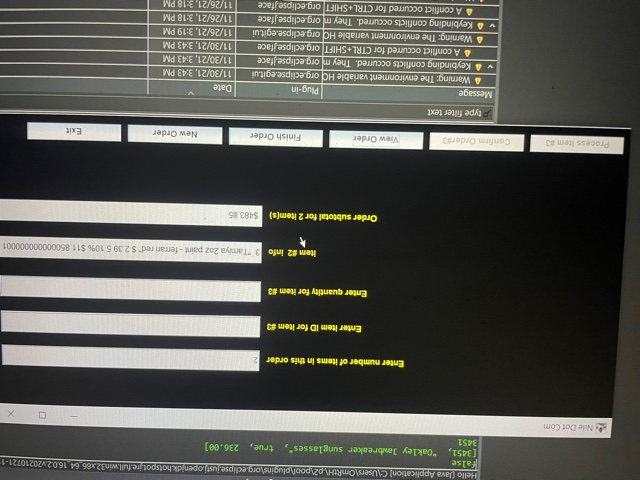 Hello [Java Application] C:\Users\OmRtH\.p2\pool\plugins\org.eclipse.justj.openjdk.hotspot.jre.full.win32.x86_64_16.0.2.v20210721-1
false
[3451, "Oakley Jawbreaker sunglasses", true, 236.00]
3451
Nile Dot Com
Enter number of items in this order 2
Enter item ID for item #3
Enter quantity for item #3
item #2 info 3 "Tamiya 2oz paint - ferrari red" $ 2.39 5 10% $11.850000000000001
Order subtotal for 2 item(s) $483.85
Process Item #3 Confirm Order#3 View Order Finish Order New Order Exit
type filter text
Message Plug-in Date
Warning: The environment variable HO org.eclipse.egit.ui 11/30/21, 3:43 PM
Keybinding conflicts occurred. They m org.eclipse.jface 11/30/21, 3:43 PM
A conflict occurred for CTRL+SHIFT org.eclipse.jface 11/30/21, 3:43 PM
Warning: The environment variable HO org.eclipse.egit.ui 11/26/21, 3:19 PM
Keybinding conflicts occurred. They m org.eclipse.jface 11/26/21, 3:18 PM
A conflict occurred for CTRL+SHIFT org.eclipse.jface 11/26/21, 3:18 PM